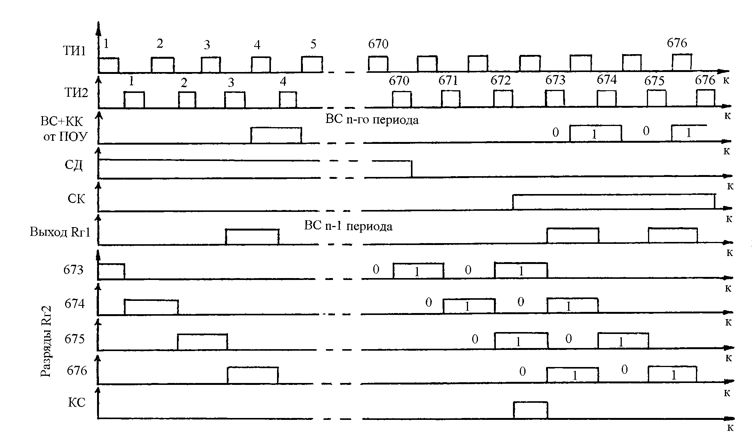 1 2 3 4 5 670 676
ТИ1
к
1 2 3 4 670 671 672 673 674 675 676
ТИ2
к
ВС+КК
от ПОУ
ВС n-го периода
0 1 0 1
к
СД
к
СК
к
Выход Rг1
ВС n-1 периода
к
Разряды Rг2
673
0 1 0 1
к
674
0 1 0 1
к
675
0 1 0 1
к
676
0 1 0 1
к
КС
к